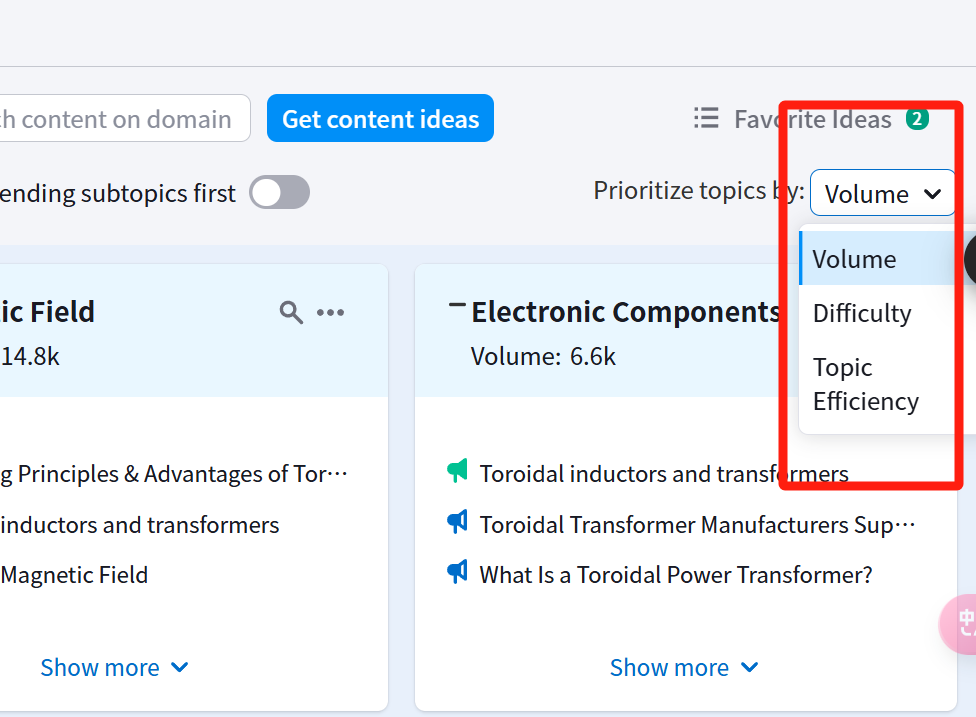 ch content on domain
Get content ideas
Favorite Ideas 2
ending subtopics first
Prioritize topics by: Volume
Volume
Difficulty
Topic
Efficiency
ic Field
14.8k
g Principles & Advantages of Tor···
inductors and transformers
Magnetic Field
Show more
Electronic Components
Volume: 6.6k
Toroidal inductors and transformers
Toroidal Transformer Manufacturers Sup···
What Is a Toroidal Power Transformer?
Show more
中